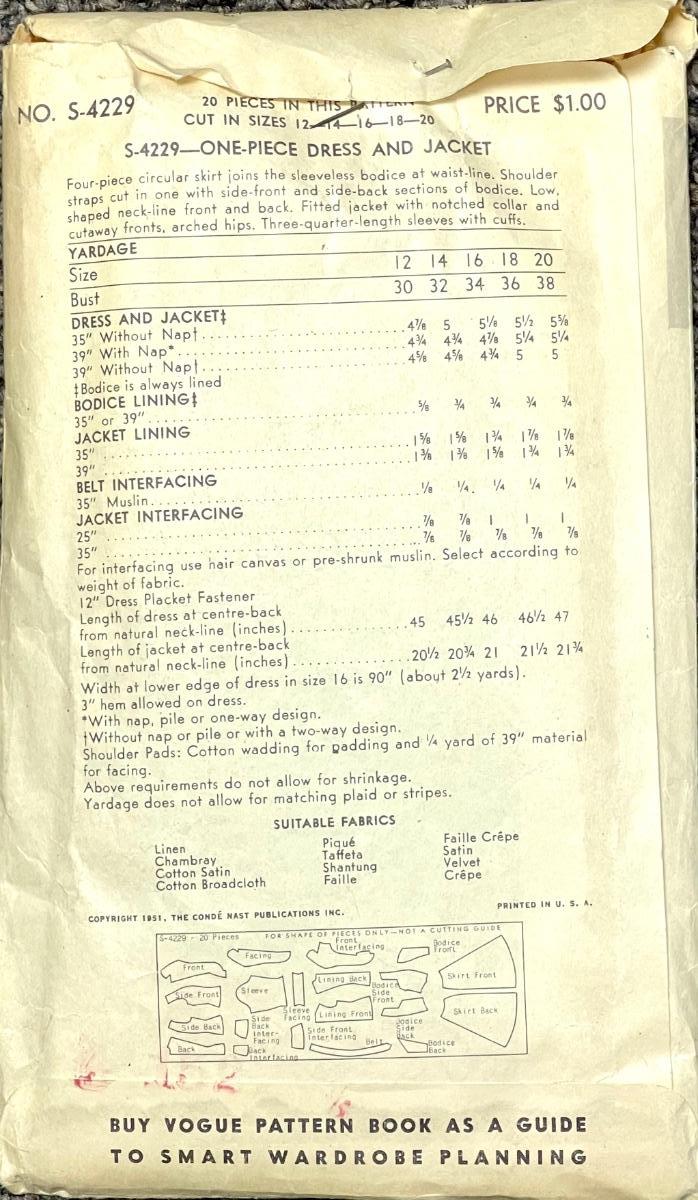 NO. S-4229
20 PIECES IN THIS PATTERN
PRICE $1.00
CUT IN SIZES 12—14—16—18—20
S-4229—ONE-PIECE DRESS AND JACKET
Four-piece circular skirt joins the sleeveless bodice at waist-line. Shoulder
straps cut in one with side-front and side-back sections of bodice. Low,
shaped neck-line front and back. Fitted jacket with notched collar and
cutaway fronts, arched hips. Three-quarter-length sleeves with cuffs.
YARDAGE
Size 12 14 16 18 20
Bust 30 32 34 36 38
DRESS AND JACKET‡
35" Without Nap† 4⅞ 5 5⅛ 5½ 5⅝
39" With Nap* 4¾ 4¾ 4⅞ 5¼ 5¼
39" Without Nap† 4⅝ 4⅝ 4¾ 5 5
‡Bodice is always lined
BODICE LINING‡
35" or 39" ⅝ ¾ ¾ ¾ ¾
JACKET LINING
35" 1⅝ 1⅝ 1¾ 1⅞ 1⅞
39" 1⅜ 1⅜ 1⅝ 1¾ 1¾
BELT INTERFACING
35" Muslin ⅛ ¼ ¼ ¼ ¼
JACKET INTERFACING
25" ⅞ ⅞ 1 1 1
35" ⅞ ⅞ ⅞ ⅞ ⅞
For interfacing use hair canvas or pre-shrunk muslin. Select according to
weight of fabric.
12" Dress Placket Fastener
Length of dress at centre-back
from natural neck-line (inches) 45 45½ 46 46½ 47
Length of jacket at centre-back
from natural neck-line (inches) 20½ 20¾ 21 21½ 21¾
Width at lower edge of dress in size 16 is 90" (about 2½ yards).
3" hem allowed on dress.
*With nap, pile or one-way design.
†Without nap or pile or with a two-way design.
Shoulder Pads: Cotton wadding for padding and ¼ yard of 39" material
for facing.
Above requirements do not allow for shrinkage.
Yardage does not allow for matching plaid or stripes.
SUITABLE FABRICS
Linen Piqué Faille Crêpe
Chambray Taffeta Satin
Cotton Satin Shantung Velvet
Cotton Broadcloth Faille Crêpe
COPYRIGHT 1951, THE CONDÉ NAST PUBLICATIONS INC.
PRINTED IN U. S. A.
S-4229 - 20 Pieces FOR SHAPE OF PIECES ONLY—NOT A CUTTING GUIDE
Front
Facing
Front
Interfacing
Bodice
Front
Side Front
Sleeve
Sleeve
Facing
Lining Back
Bodice
Side
Front
Skirt Front
Lining Front
Side Back
Side
Back
Inter-
Facing
Side Front
Interfacing
Bodice
Side
Back
Skirt Back
Back
Back
Interfacing
Belt
Bodice
Back
BUY VOGUE PATTERN BOOK AS A GUIDE
TO SMART WARDROBE PLANNING